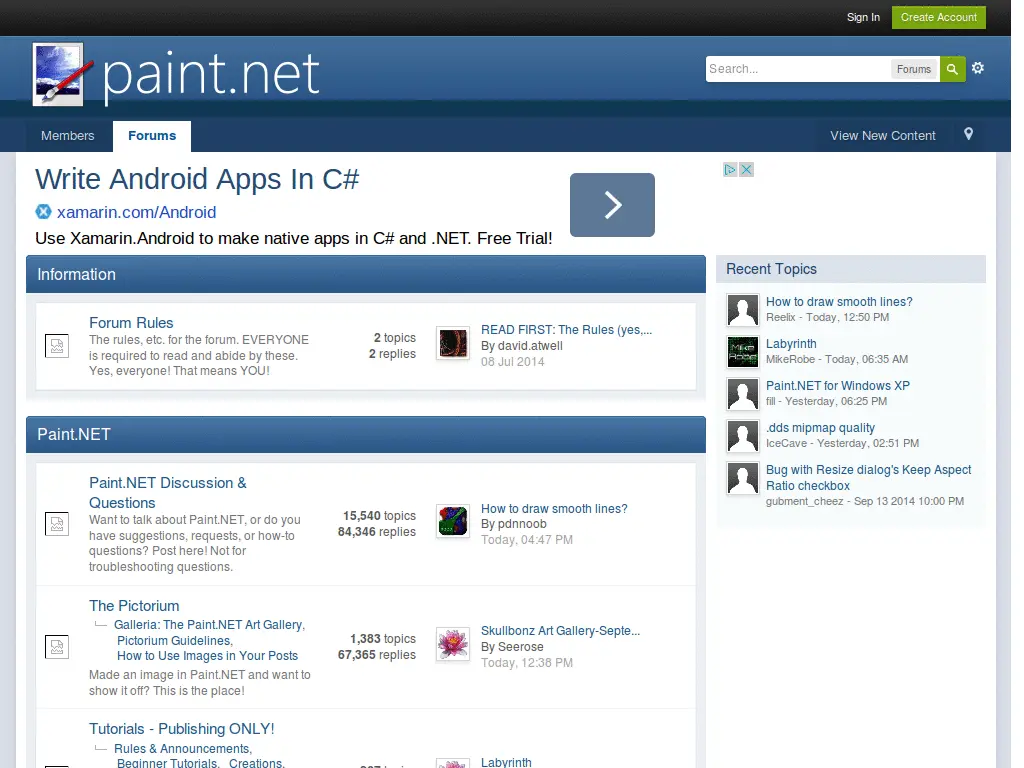 Sign In
Create Account
paint.net
Search...
Forums
Members
Forums
View New Content
Write Android Apps In C#
xamarin.com/Android
Use Xamarin.Android to make native apps in C# and .NET. Free Trial!
Information
Forum Rules
The rules, etc. for the forum. EVERYONE
is required to read and abide by these.
Yes, everyone! That means YOU!
2 topics
2 replies
READ FIRST: The Rules (yes,...
By david.atwell
08 Jul 2014
Paint.NET
Paint.NET Discussion &
Questions
Want to talk about Paint.NET, or do you
have suggestions, requests, or how-to
questions? Post here! Not for
troubleshooting questions.
15,540 topics
84,346 replies
How to draw smooth lines?
By pdnnoob
Today, 04:47 PM
The Pictorium
Galleria: The Paint.NET Art Gallery,
Pictorium Guidelines,
How to Use Images in Your Posts
Made an image in Paint.NET and want to
show it off? This is the place!
1,383 topics
67,365 replies
Skullbonz Art Gallery-Septe...
By Seerose
Today, 12:38 PM
Tutorials - Publishing ONLY!
Rules & Announcements,
Beginner Tutorials, Creations,
Labyrinth
Recent Topics
How to draw smooth lines?
Reelix - Today, 12:50 PM
Mike
Robe
Labyrinth
MikeRobe - Today, 06:35 AM
Paint.NET for Windows XP
fill - Yesterday, 06:25 PM
.dds mipmap quality
IceCave - Yesterday, 02:51 PM
Bug with Resize dialog's Keep Aspect
Ratio checkbox
gubment_cheez - Sep 13 2014 10:00 PM